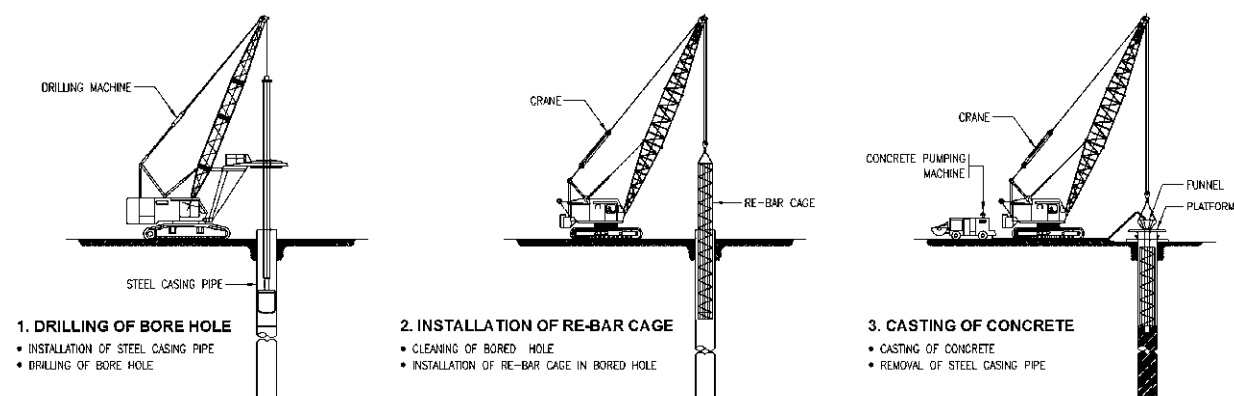 DRILLING MACHINE
STEEL CASING PIPE
1. DRILLING OF BORE HOLE
• INSTALLATION OF STEEL CASING PIPE
• DRILLING OF BORE HOLE
CRANE
RE-BAR CAGE
2. INSTALLATION OF RE-BAR CAGE
• CLEANING OF BORED HOLE
• INSTALLATION OF RE-BAR CAGE IN BORED HOLE
CRANE
CONCRETE PUMPING
MACHINE
FUNNEL
PLATFORM
3. CASTING OF CONCRETE
• CASTING OF CONCRETE
• REMOVAL OF STEEL CASING PIPE